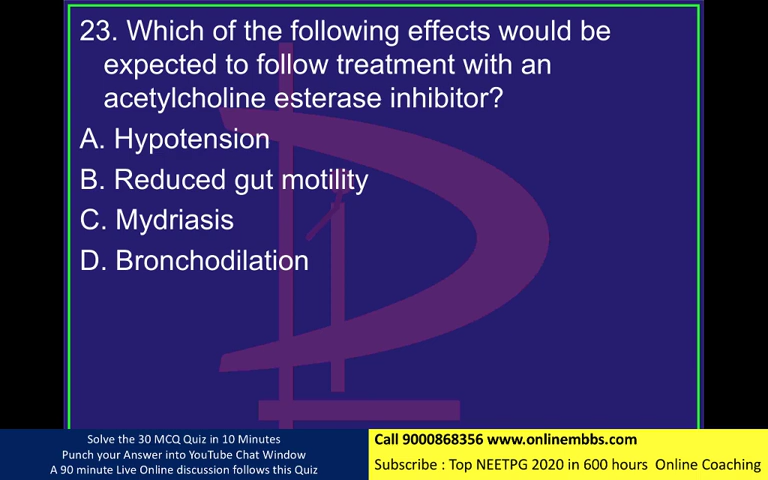 23. Which of the following effects would be
expected to follow treatment with an
acetylcholine esterase inhibitor?
A. Hypotension
B. Reduced gut motility
C. Mydriasis
D. Bronchodilation
Solve the 30 MCQ Quiz in 10 Minutes
Punch your Answer into YouTube Chat Window
A 90 minute Live Online discussion follows this Quiz
Call 9000868356 www.onlinembbs.com
Subscribe : Top NEETPG 2020 in 600 hours Online Coaching